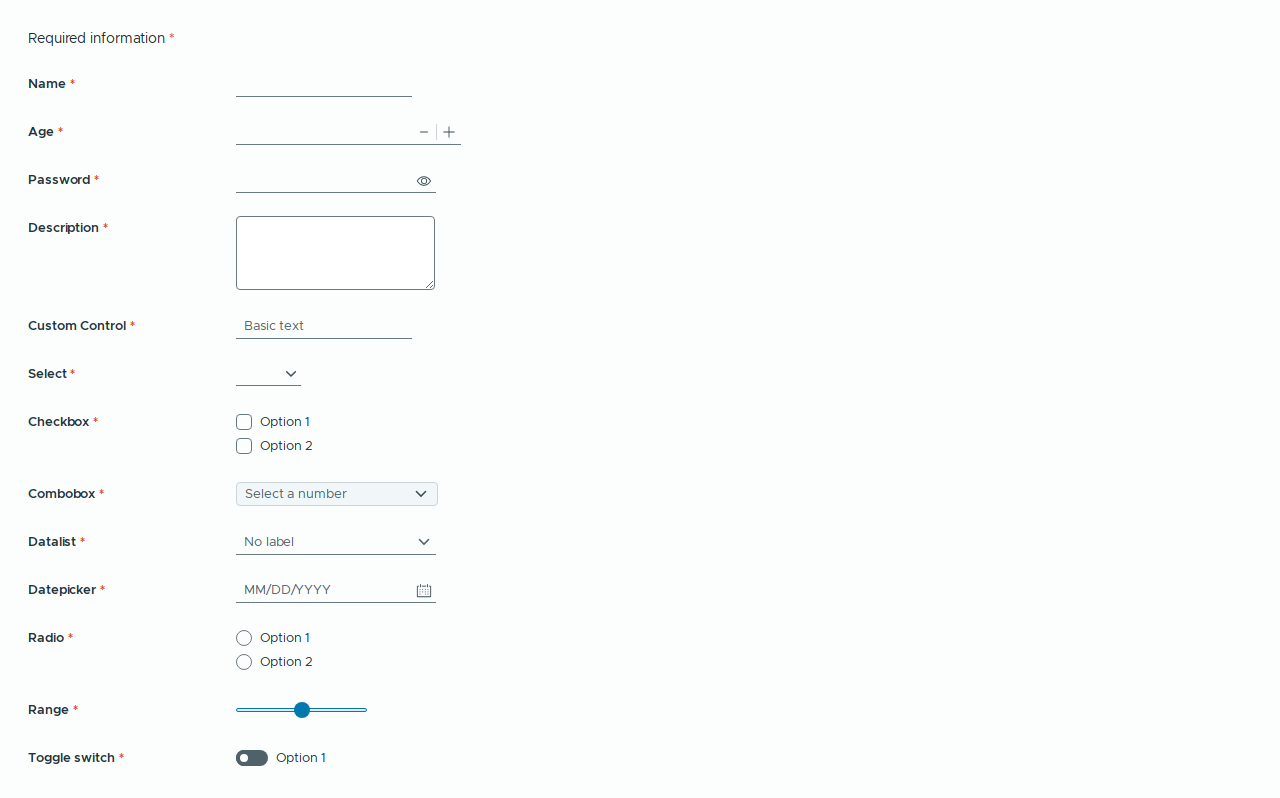 Required information *
Name *
Age *
Password *
Description *
Custom Control * Basic text
Select *
Checkbox * Option 1
Option 2
Combobox * Select a number
Datalist * No label
Datepicker * MM/DD/YYYY
Radio * Option 1
Option 2
Range *
Toggle switch * Option 1